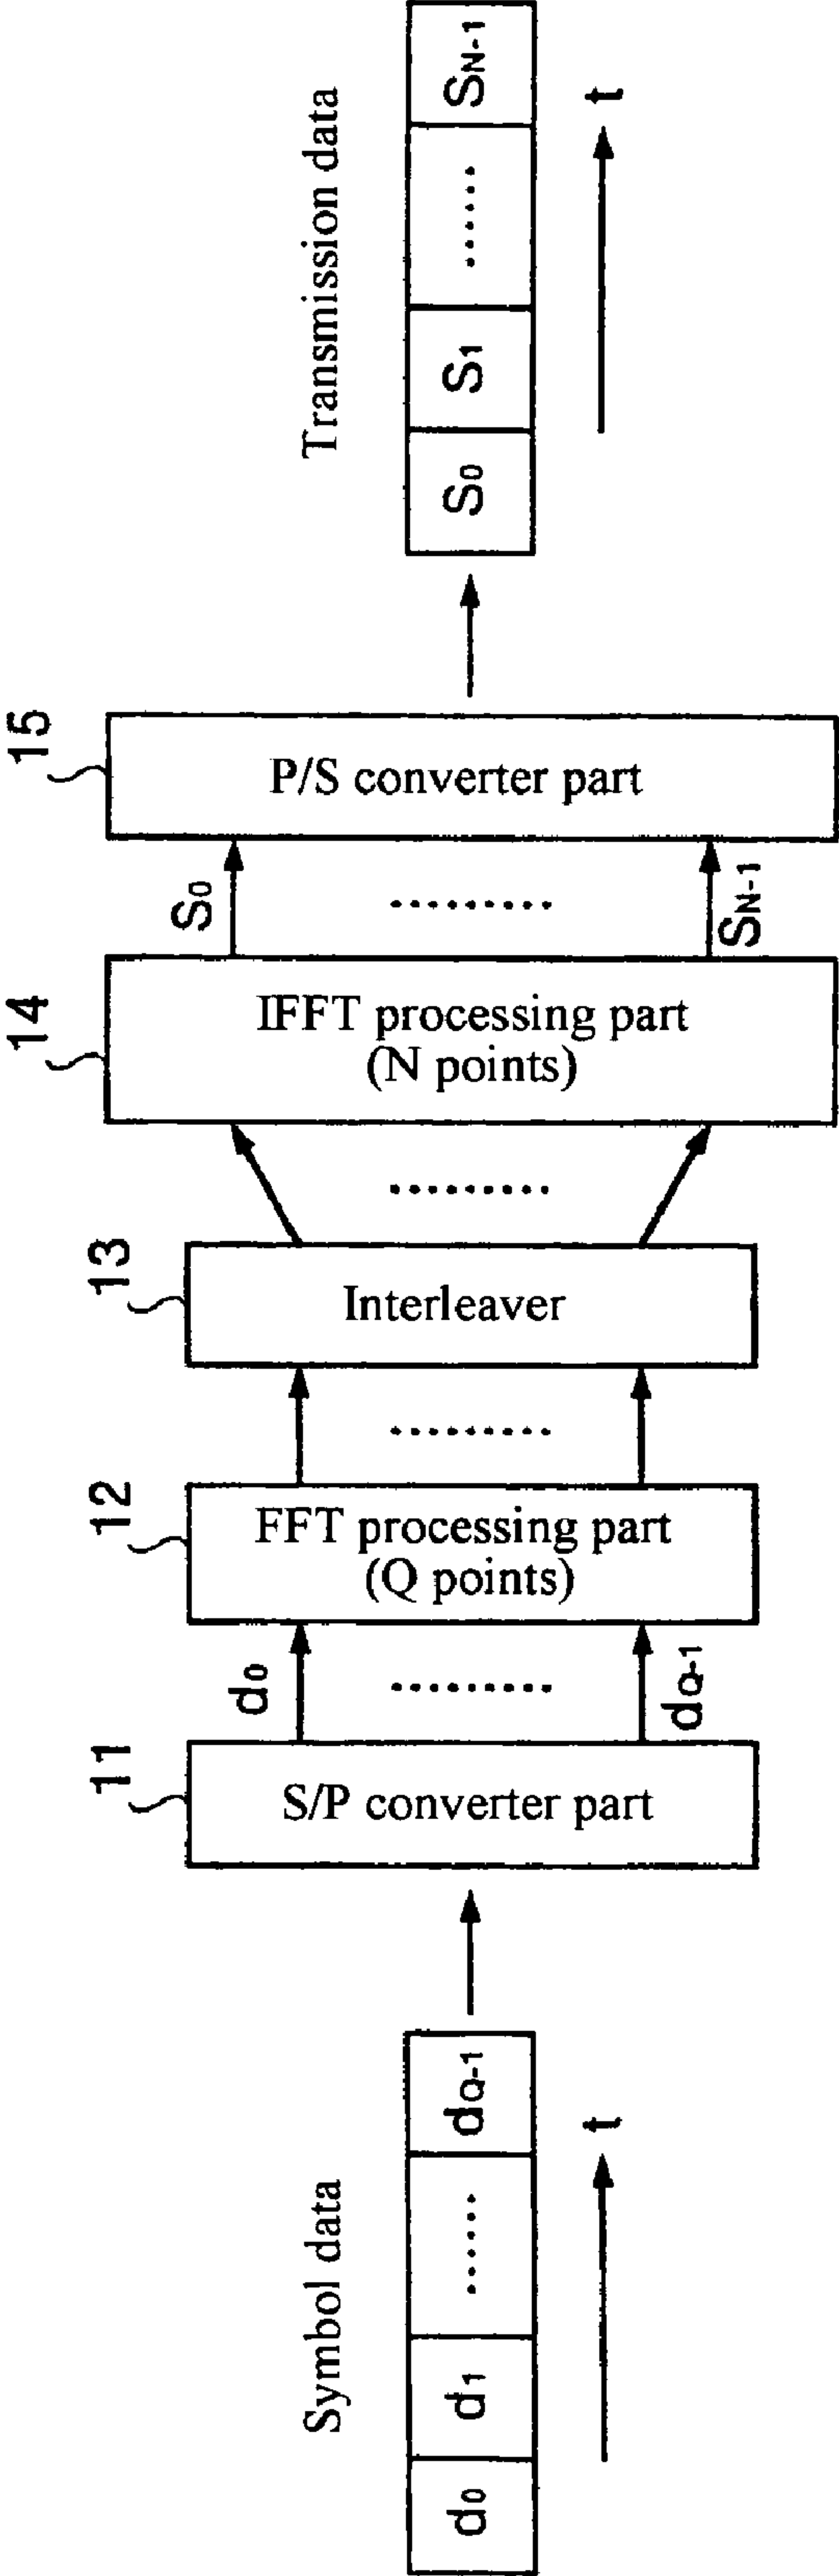 Symbol data
d0 d1 ...... dQ-1
t
11
S/P converter part
d0
.........
dQ-1
12
FFT processing part
(Q points)
.........
13
Interleaver
.........
14
IFFT processing part
(N points)
S0
.........
SN-1
15
P/S converter part
Transmission data
S0 S1 ...... SN-1
t